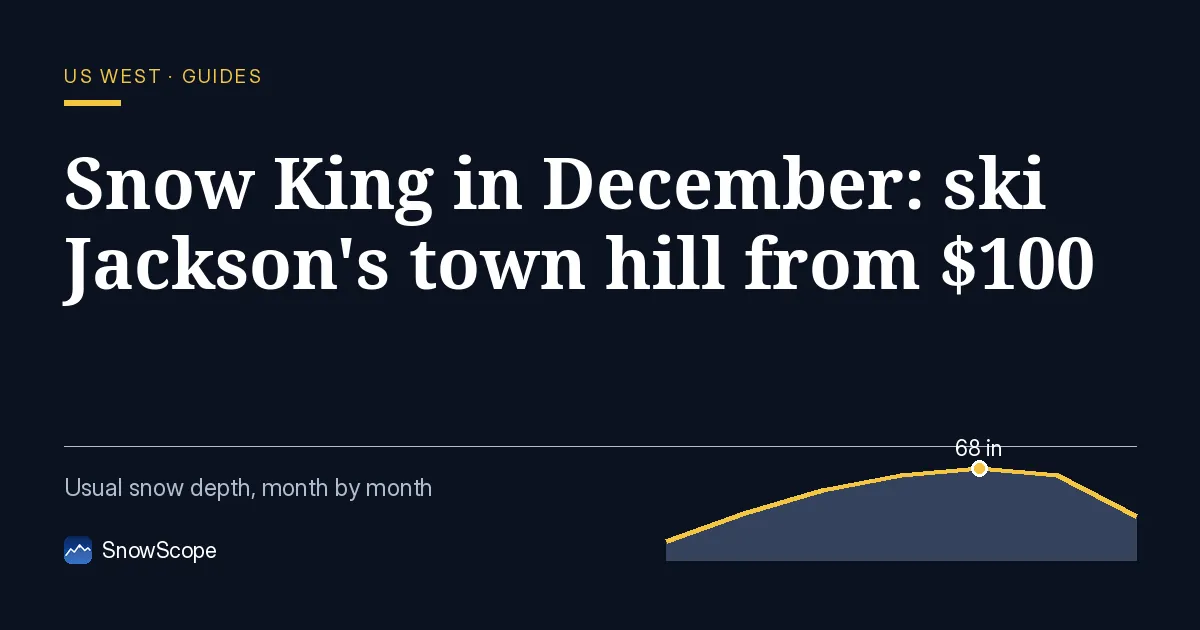 US WEST · GUIDES
Snow King in December: ski
Jackson's town hill from $100
68 in
Usual snow depth, month by month
SnowScope